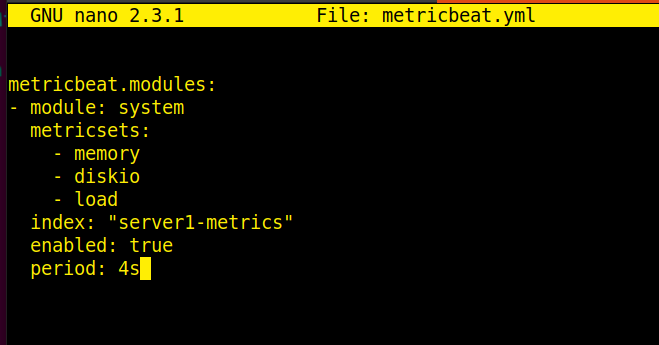 GNU nano 2.3.1 File: metricbeat.yml
metricbeat.modules:
- module: system
  metricsets:
    - memory
    - diskio
    - load
  index: "server1-metrics"
  enabled: true
  period: 4s